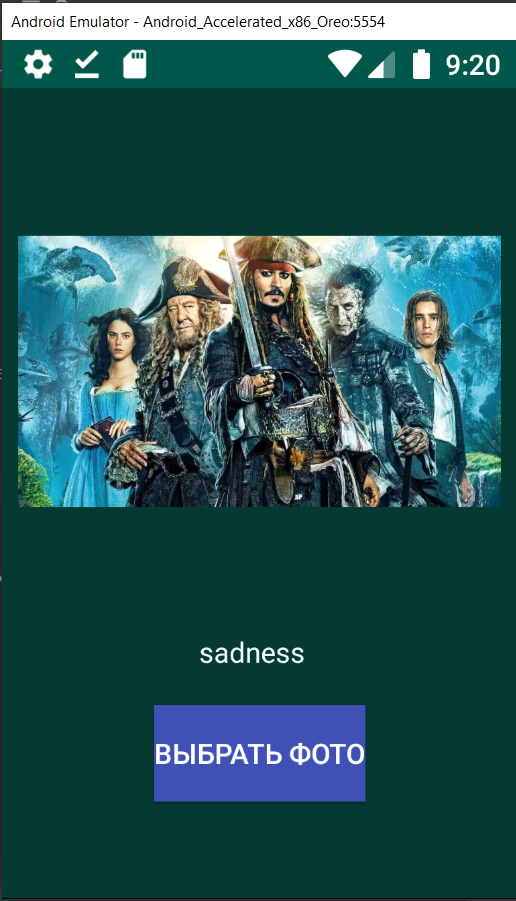 Android Emulator - Android_Accelerated_x86_Oreo:5554
9:20
sadness
ВЫБРАТЬ ФОТО